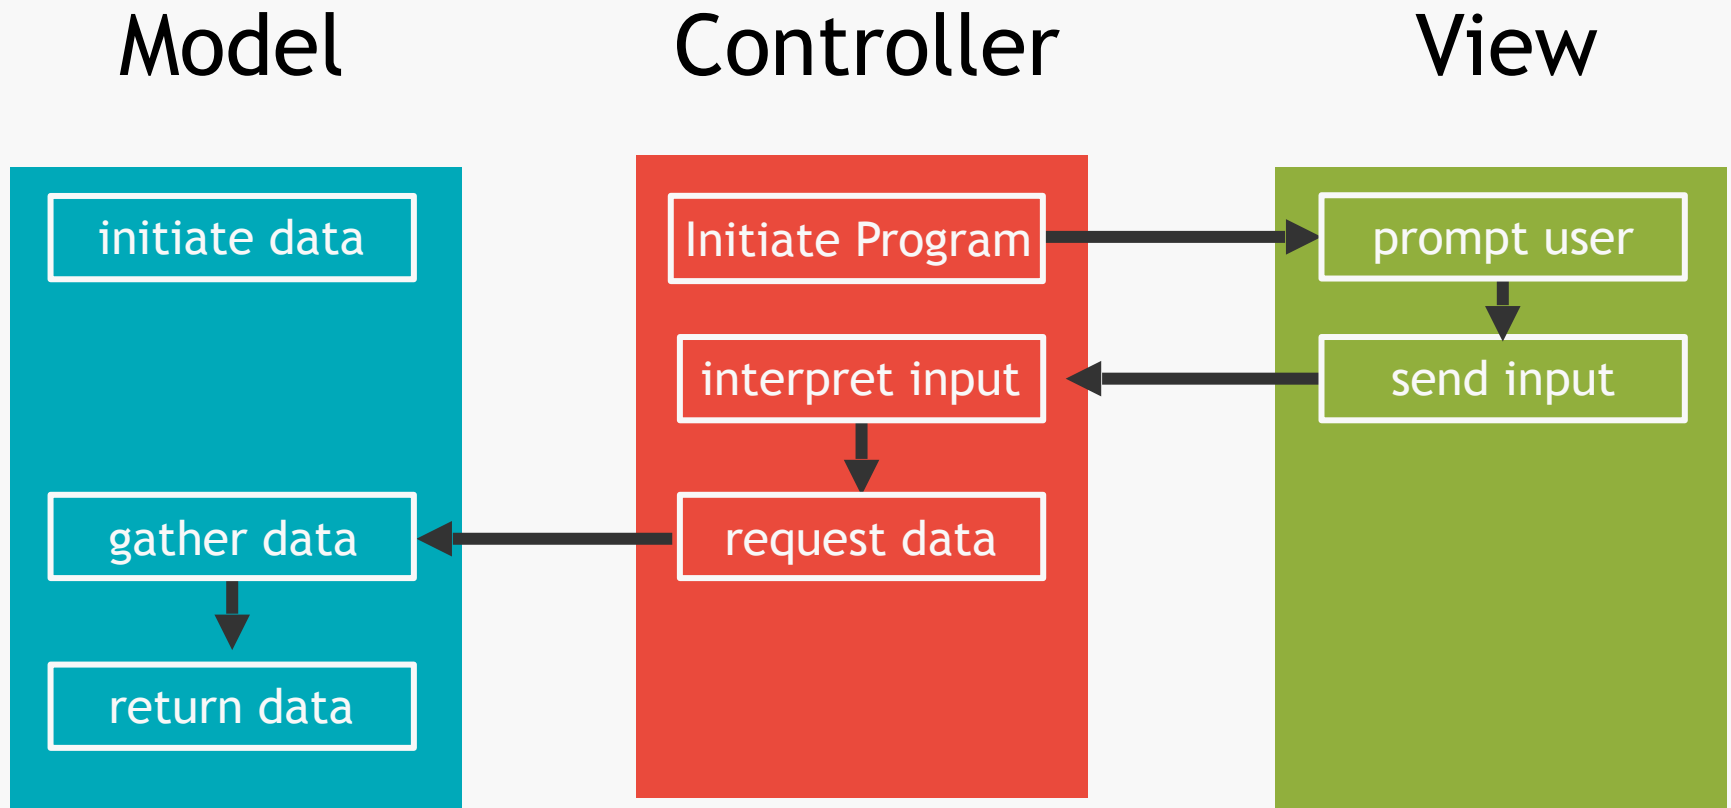 Model
Controller
View
initiate data
Initiate Program
prompt user
interpret input
send input
gather data
request data
return data